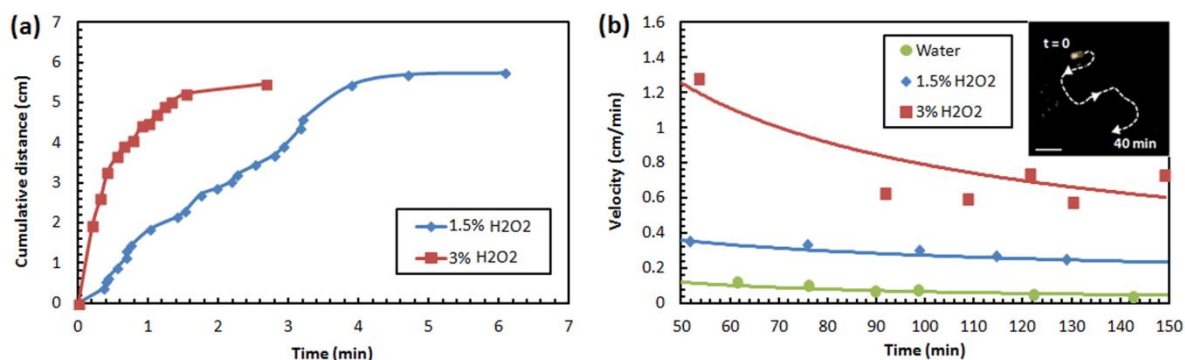 (a)
7
6
5
4
3
2
1
0
Cumulative distance (cm)
1.5% H2O2
3% H2O2
0 1 2 3 4 5 6 7
Time (min)
(b)
1.6
1.4
1.2
1
0.8
0.6
0.4
0.2
0
Velocity (cm/min)
Water
1.5% H2O2
3% H2O2
t = 0
40 min
50 60 70 80 90 100 110 120 130 140 150
Time (min)